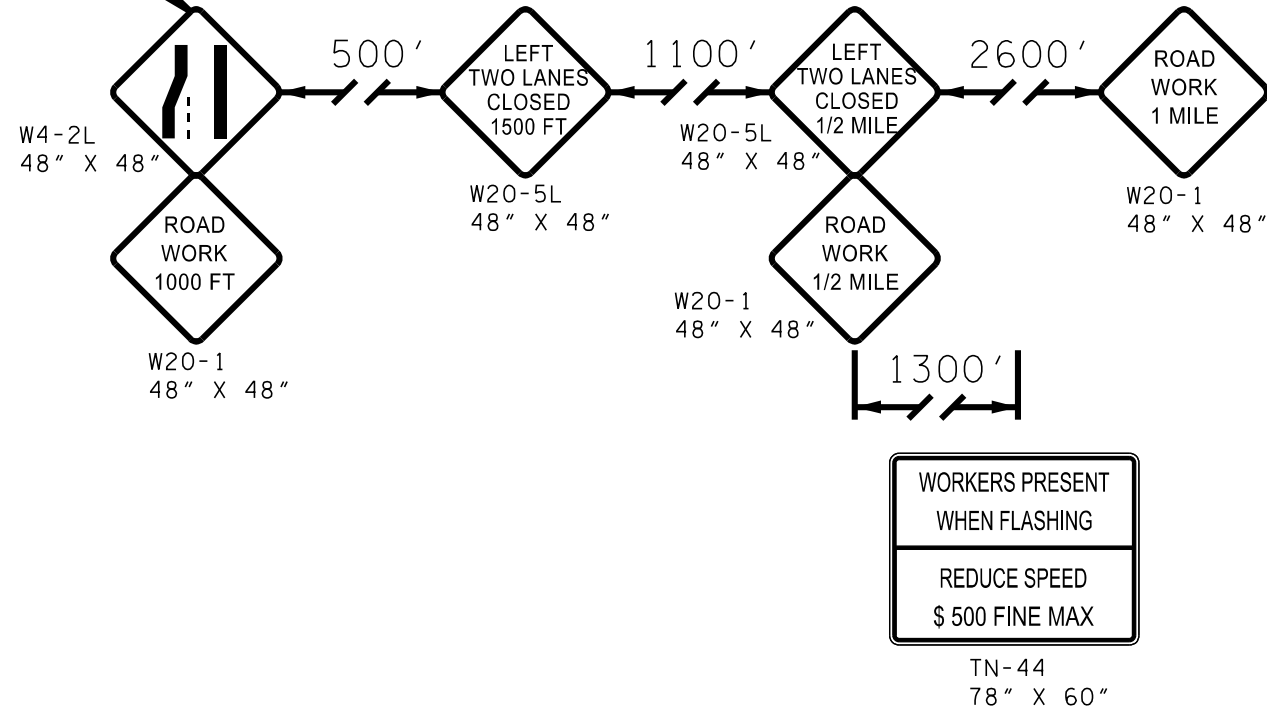 500'
1100'
2600'
LEFT
TWO LANES
CLOSED
1500 FT
LEFT
TWO LANES
CLOSED
1/2 MILE
ROAD
WORK
1 MILE
W4-2L
48" X 48"
W20-5L
48" X 48"
W20-5L
48" X 48"
W20-1
48" X 48"
ROAD
WORK
1000 FT
ROAD
WORK
1/2 MILE
W20-1
48" X 48"
W20-1
48" X 48"
1300'
WORKERS PRESENT
WHEN FLASHING
REDUCE SPEED
$ 500 FINE MAX
TN-44
78" X 60"